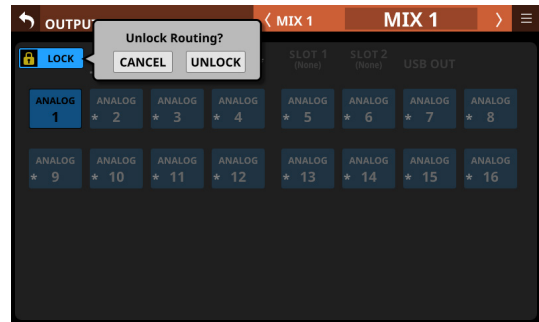 OUTPU
MIX 1
MIX 1
Unlock Routing?
CANCEL
UNLOCK
LOCK
SLOT 1
(None)
SLOT 2
(None)
USB OUT
ANALOG
1
ANALOG
* 2
ANALOG
* 3
ANALOG
* 4
ANALOG
* 5
ANALOG
* 6
ANALOG
* 7
ANALOG
* 8
ANALOG
* 9
ANALOG
* 10
ANALOG
* 11
ANALOG
* 12
ANALOG
* 13
ANALOG
* 14
ANALOG
* 15
ANALOG
* 16